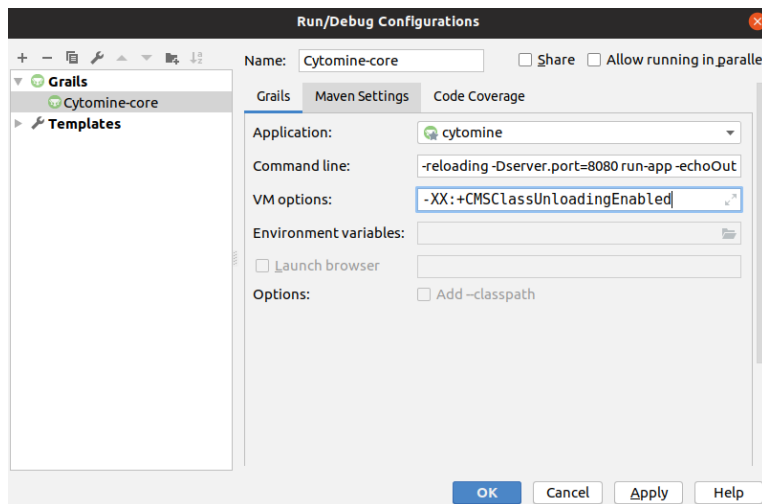 Run/Debug Configurations
Name: Cytomine-core Share Allow running in paralle
Grails
Cytomine-core
Templates
Grails Maven Settings Code Coverage
Application: cytomine
Command line: -reloading -Dserver.port=8080 run-app -echoOut
VM options: -XX:+CMSClassUnloadingEnabled
Environment variables:
Launch browser
Options: Add --classpath
OK Cancel Apply Help